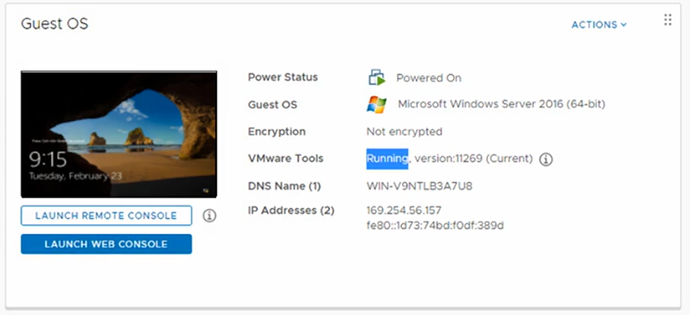 Guest OS
ACTIONS
Power Status Powered On
Guest OS Microsoft Windows Server 2016 (64-bit)
Encryption Not encrypted
VMware Tools Running, version:11269 (Current)
DNS Name (1) WIN-V9NTLB3A7U8
IP Addresses (2) 169.254.56.157
fe80::1d73:74bd:f0df:389d
9:15
Tuesday, February 23
LAUNCH REMOTE CONSOLE
LAUNCH WEB CONSOLE